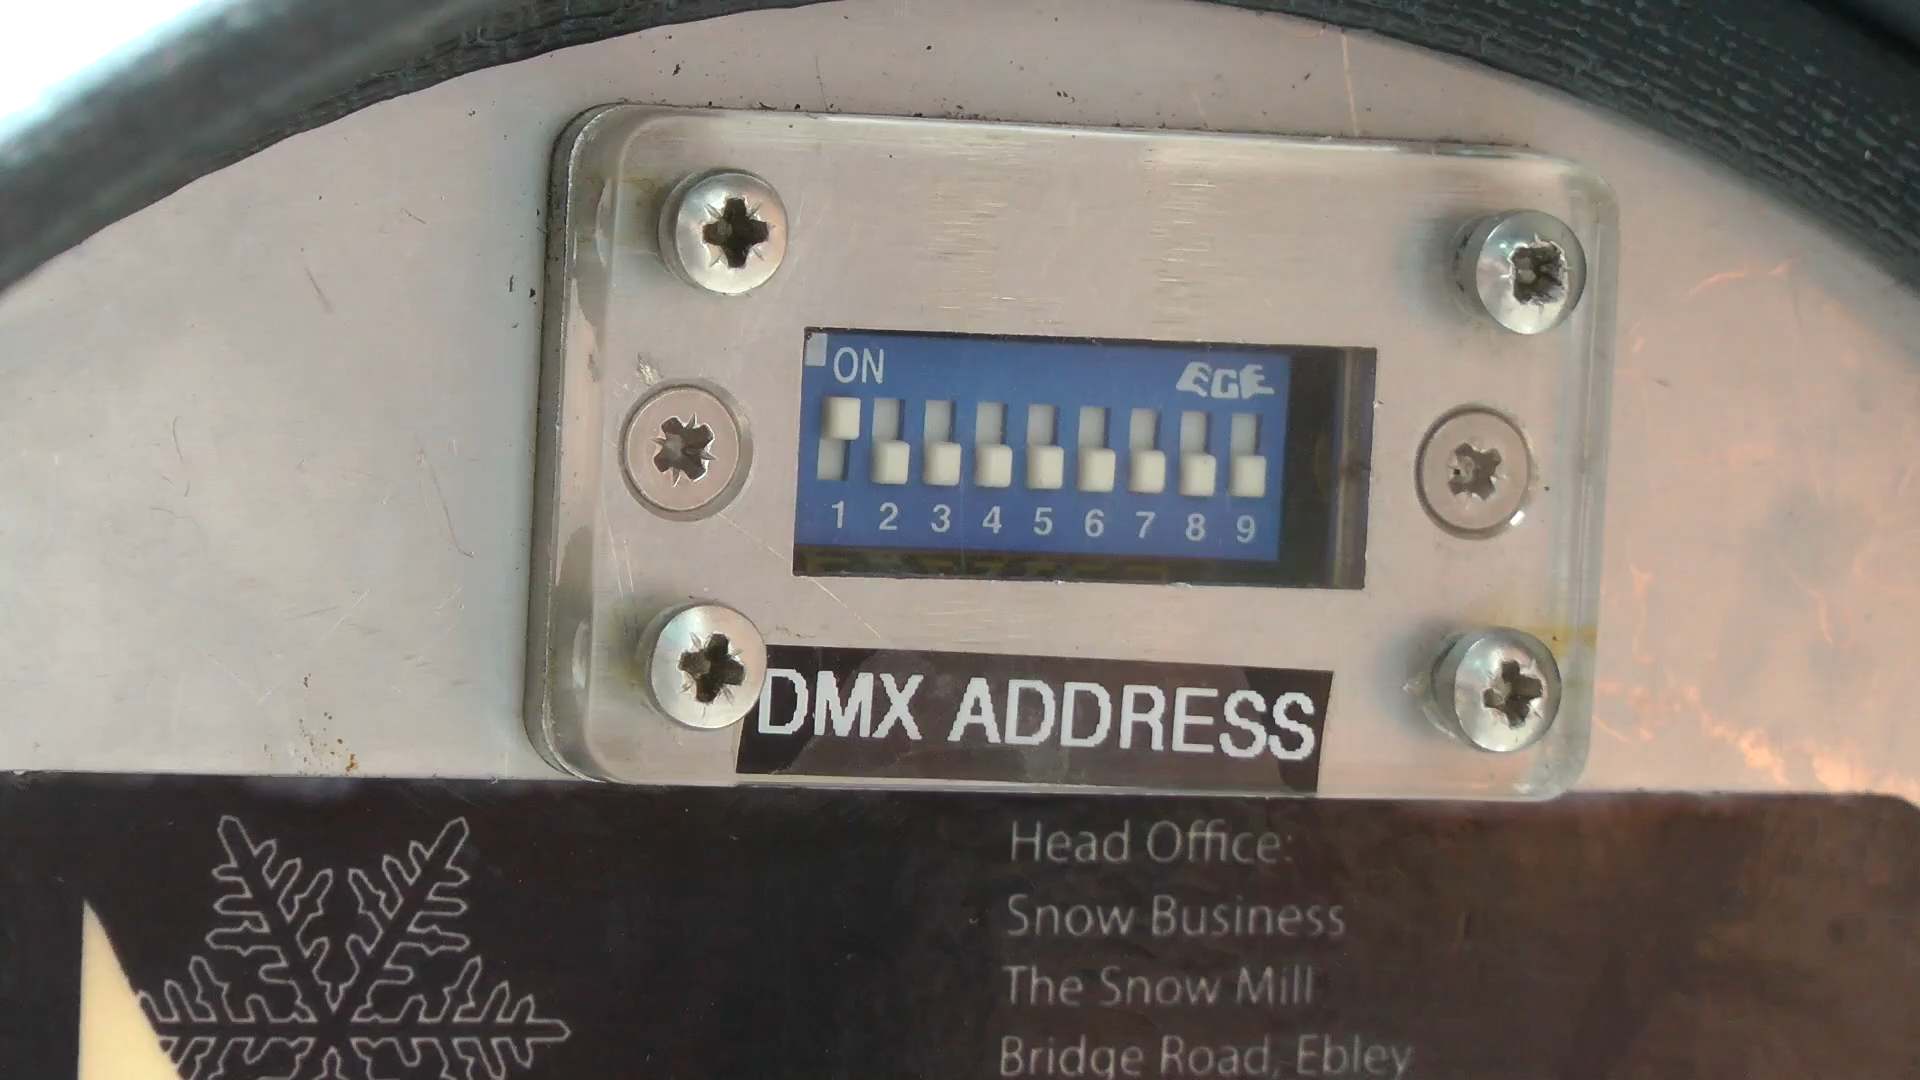 ON ECE
1 2 3 4 5 6 7 8 9
DMX ADDRESS
Head Office:
Snow Business
The Snow Mill
Bridge Road, Ebley